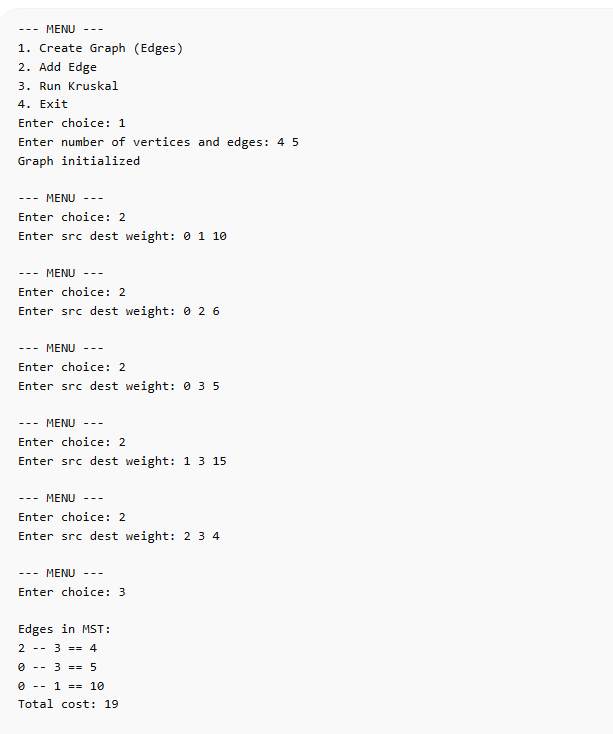 --- MENU ---
1. Create Graph (Edges)
2. Add Edge
3. Run Kruskal
4. Exit
Enter choice: 1
Enter number of vertices and edges: 4 5
Graph initialized
--- MENU ---
Enter choice: 2
Enter src dest weight: 0 1 10
--- MENU ---
Enter choice: 2
Enter src dest weight: 0 2 6
--- MENU ---
Enter choice: 2
Enter src dest weight: 0 3 5
--- MENU ---
Enter choice: 2
Enter src dest weight: 1 3 15
--- MENU ---
Enter choice: 2
Enter src dest weight: 2 3 4
--- MENU ---
Enter choice: 3
Edges in MST:
2 -- 3 == 4
0 -- 3 == 5
0 -- 1 == 10
Total cost: 19